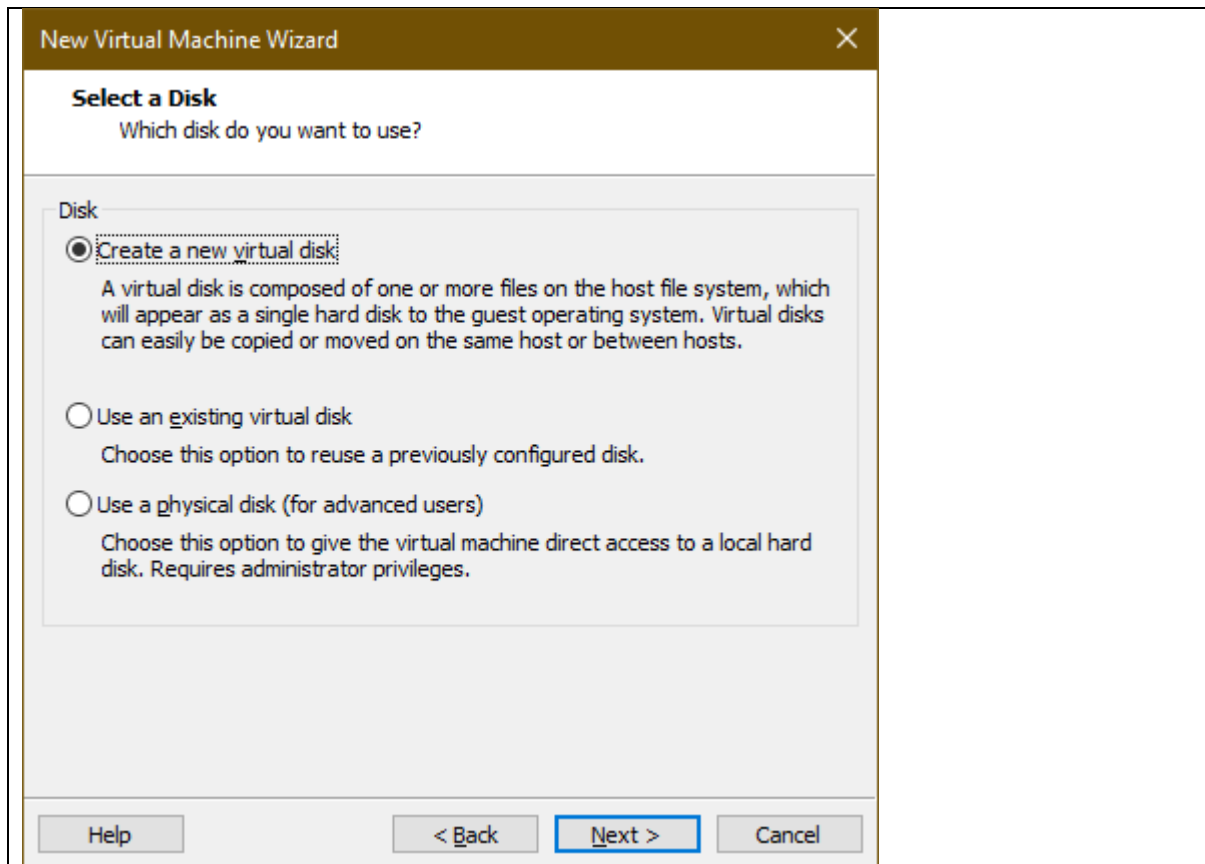 New Virtual Machine Wizard
Select a Disk
Which disk do you want to use?
Disk
Create a new virtual disk
A virtual disk is composed of one or more files on the host file system, which
will appear as a single hard disk to the guest operating system. Virtual disks
can easily be copied or moved on the same host or between hosts.
Use an existing virtual disk
Choose this option to reuse a previously configured disk.
Use a physical disk (for advanced users)
Choose this option to give the virtual machine direct access to a local hard
disk. Requires administrator privileges.
Help < Back Next > Cancel